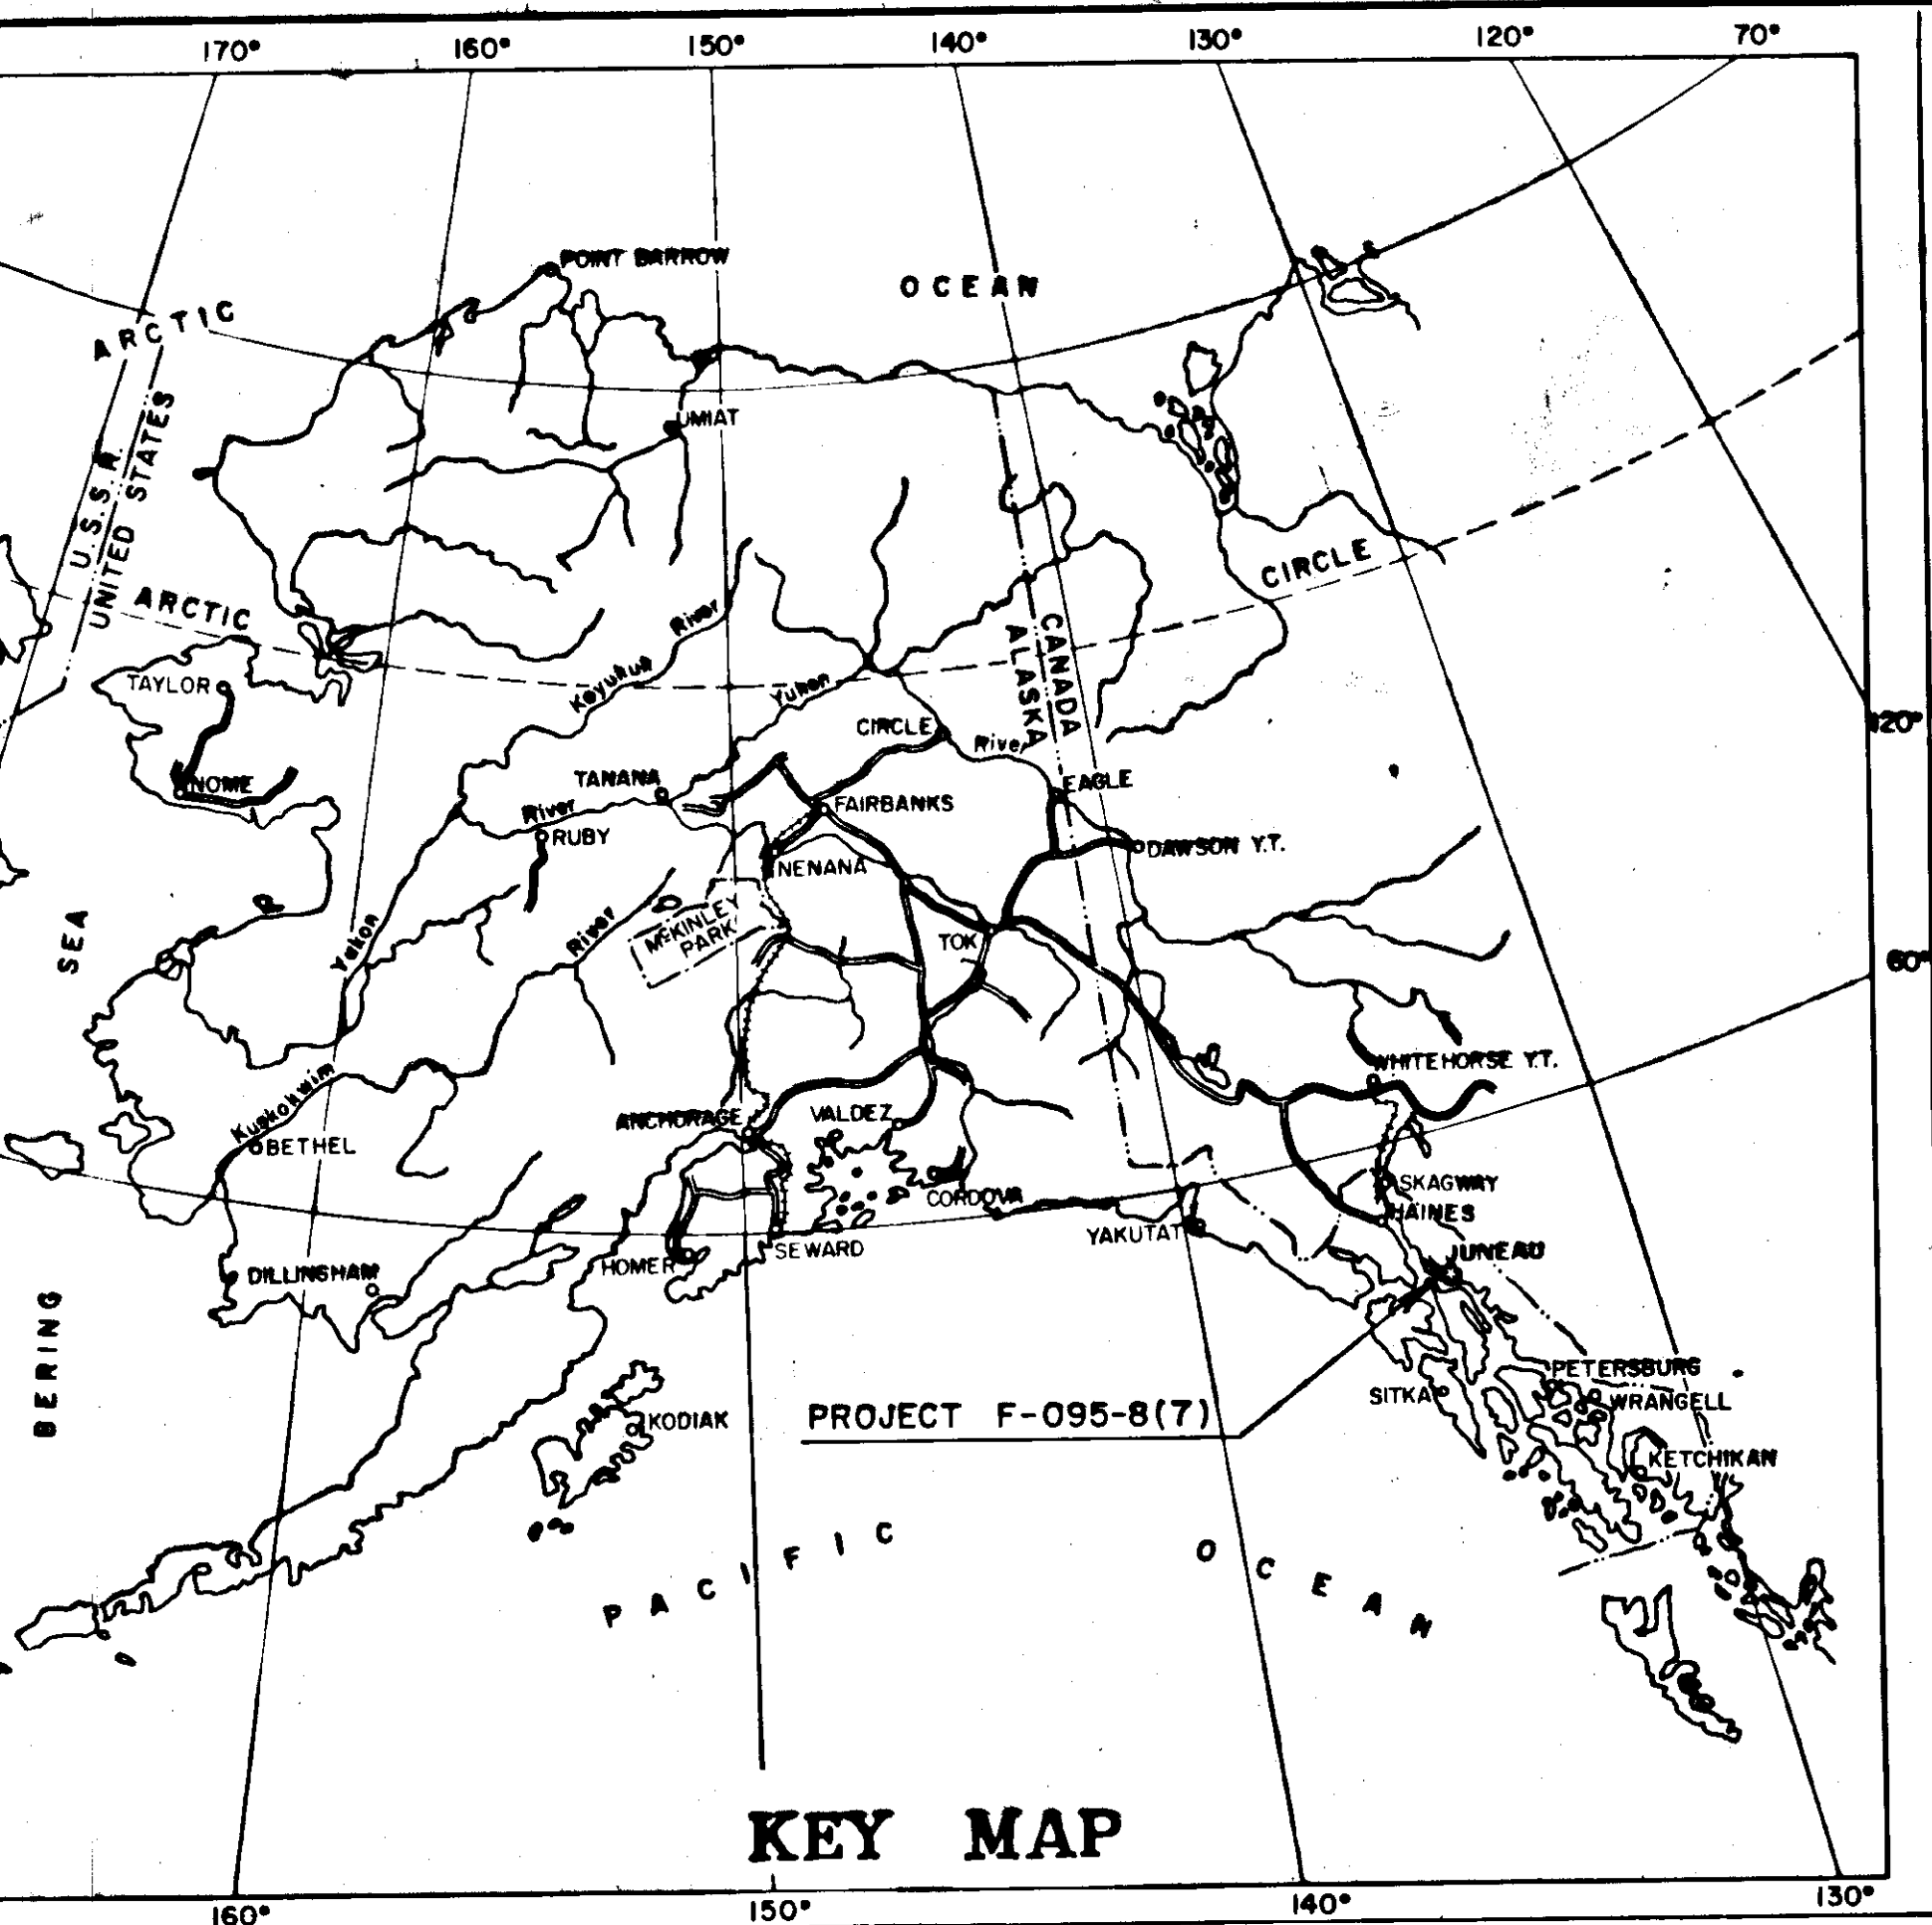 170° 160° 150° 140° 130° 120° 70°
POINT BARROW
OCEAN
ARCTIC
UMIAT
U.S.S.R.
UNITED STATES
ARCTIC
CIRCLE
CANADA
ALASKA
TAYLOR
Koyukuk River
Yukon
CIRCLE
River
120°
NOME
TANANA
River
EAGLE
FAIRBANKS
RUBY
DAWSON Y.T.
NENANA
McKINLEY
PARK
River
TOK
SEA
Yukon
60°
WHITEHORSE Y.T.
Kuskokwim
ANCHORAGE
VALDEZ
BETHEL
SKAGWAY
CORDOVA
HAINES
YAKUTAT
SEWARD
JUNEAU
HOMER
DILLINGHAM
BERING
PETERSBURG
SITKA
WRANGELL
KODIAK
PROJECT F-095-8(7)
KETCHIKAN
PACIFIC
OCEAN
KEY MAP
160° 150° 140° 130°